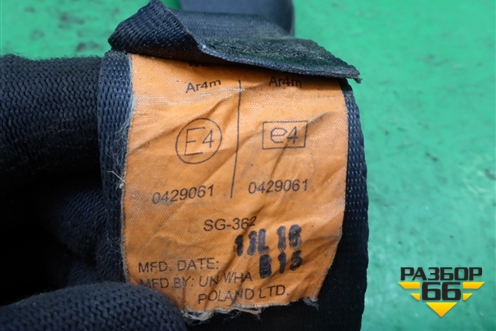 Ar4m Ar4m
E4 e4
0429061 0429061
SG-362
MFD. DATE:
MFD.BY: UN WHA
POLAND LTD.
РАЗБОР
66